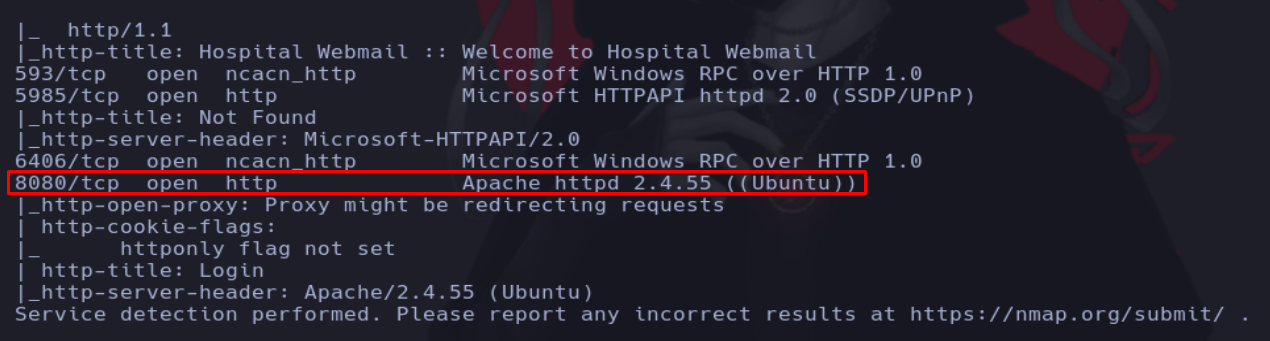 |_  http/1.1
|_http-title: Hospital Webmail :: Welcome to Hospital Webmail
593/tcp   open  ncacn_http        Microsoft Windows RPC over HTTP 1.0
5985/tcp  open  http              Microsoft HTTPAPI httpd 2.0 (SSDP/UPnP)
|_http-title: Not Found
|_http-server-header: Microsoft-HTTPAPI/2.0
6406/tcp  open  ncacn_http        Microsoft Windows RPC over HTTP 1.0
8080/tcp  open  http              Apache httpd 2.4.55 ((Ubuntu))
|_http-open-proxy: Proxy might be redirecting requests
| http-cookie-flags:
|_      httponly flag not set
| http-title: Login
|_http-server-header: Apache/2.4.55 (Ubuntu)
Service detection performed. Please report any incorrect results at https://nmap.org/submit/ .